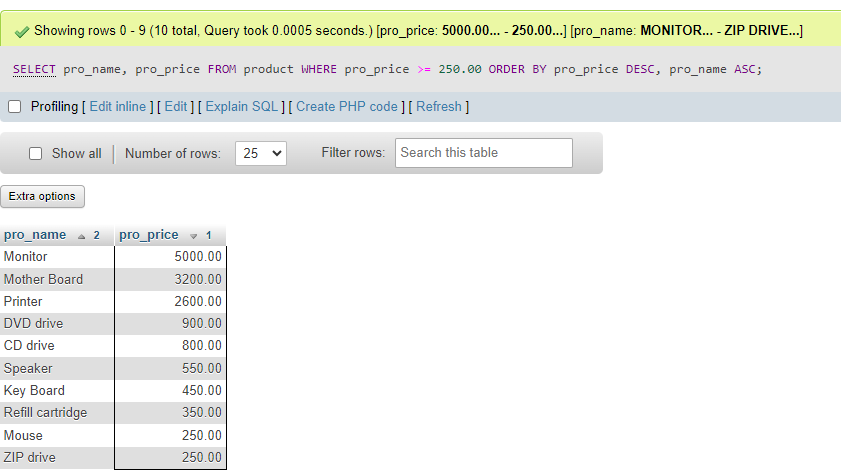 Showing rows 0 - 9 (10 total, Query took 0.0005 seconds.) [pro_price: 5000.00... - 250.00...] [pro_name: MONITOR... - ZIP DRIVE...]
SELECT pro_name, pro_price FROM product WHERE pro_price >= 250.00 ORDER BY pro_price DESC, pro_name ASC;
Profiling [ Edit inline ] [ Edit ] [ Explain SQL ] [ Create PHP code ] [ Refresh ]
Show all Number of rows: 25 Filter rows: Search this table
Extra options
pro_name 2 pro_price 1
Monitor 5000.00
Mother Board 3200.00
Printer 2600.00
DVD drive 900.00
CD drive 800.00
Speaker 550.00
Key Board 450.00
Refill cartridge 350.00
Mouse 250.00
ZIP drive 250.00